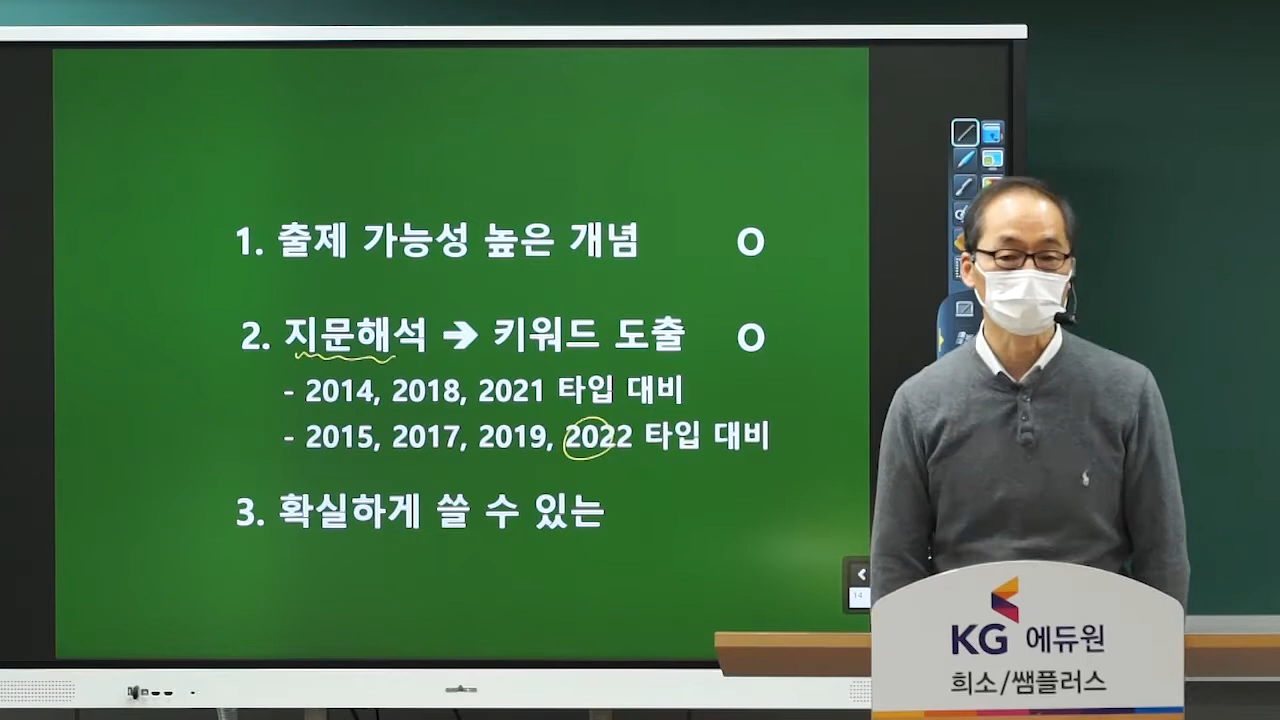 1. 출제 가능성 높은 개념 O
2. 지문해석 → 키워드 도출 O
- 2014, 2018, 2021 타입 대비
- 2015, 2017, 2019, 2022 타입 대비
3. 확실하게 쓸 수 있는
14
KG 에듀원
희소/쌤플러스